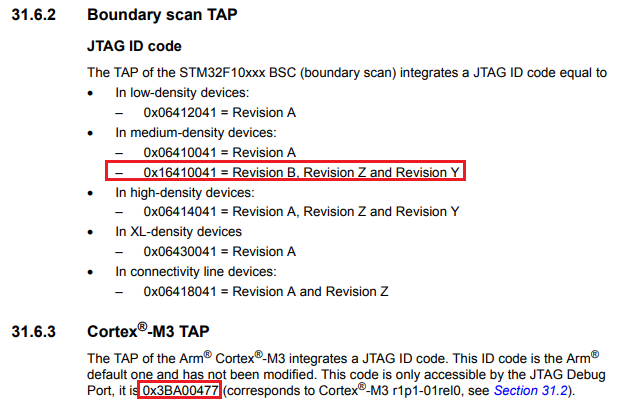 31.6.2 Boundary scan TAP
JTAG ID code
The TAP of the STM32F10xxx BSC (boundary scan) integrates a JTAG ID code equal to
• In low-density devices:
– 0x06412041 = Revision A
• In medium-density devices:
– 0x06410041 = Revision A
– 0x16410041 = Revision B, Revision Z and Revision Y
• In high-density devices:
– 0x06414041 = Revision A, Revision Z and Revision Y
• In XL-density devices
– 0x06430041 = Revision A
• In connectivity line devices:
– 0x06418041 = Revision A and Revision Z
31.6.3 Cortex®-M3 TAP
The TAP of the Arm® Cortex®-M3 integrates a JTAG ID code. This ID code is the Arm®
default one and has not been modified. This code is only accessible by the JTAG Debug
Port, it is 0x3BA00477 (corresponds to Cortex®-M3 r1p1-01rel0, see Section 31.2).